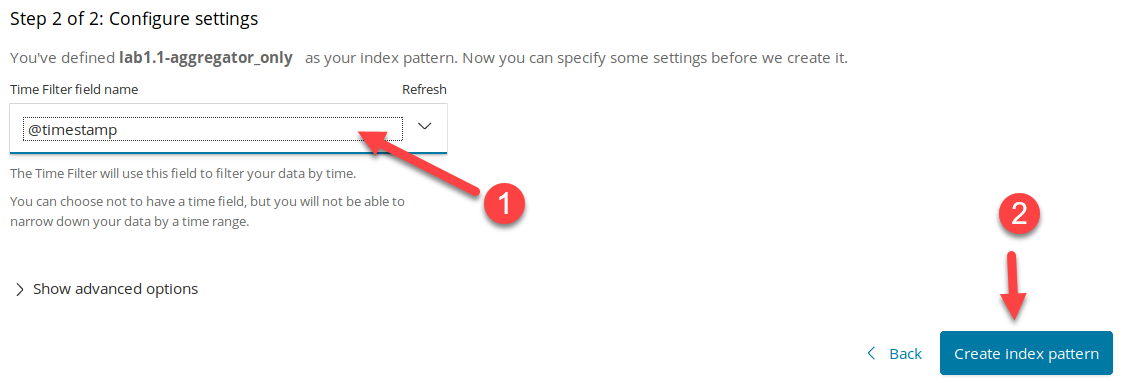 Step 2 of 2: Configure settings
You've defined lab1.1-aggregator_only as your index pattern. Now you can specify some settings before we create it.
Time Filter field name Refresh
@timestamp
The Time Filter will use this field to filter your data by time.
You can choose not to have a time field, but you will not be able to
narrow down your data by a time range.
1
2
Show advanced options
Back Create index pattern